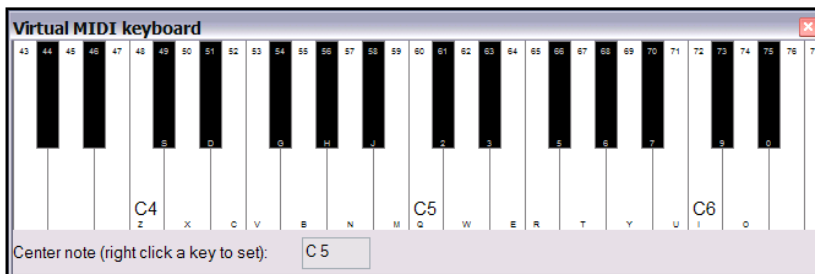 Virtual MIDI keyboard
43 44 45 46 47 48 49 50 51 52 53 54 55 56 57 58 59 60 61 62 63 64 65 66 67 68 69 70 71 72 73 74 75 76
S D G H J 2 3 5 6 7 9 0
C4 C5 C6
Z X C V B N M Q W E R T Y U I O
Center note (right click a key to set): C 5